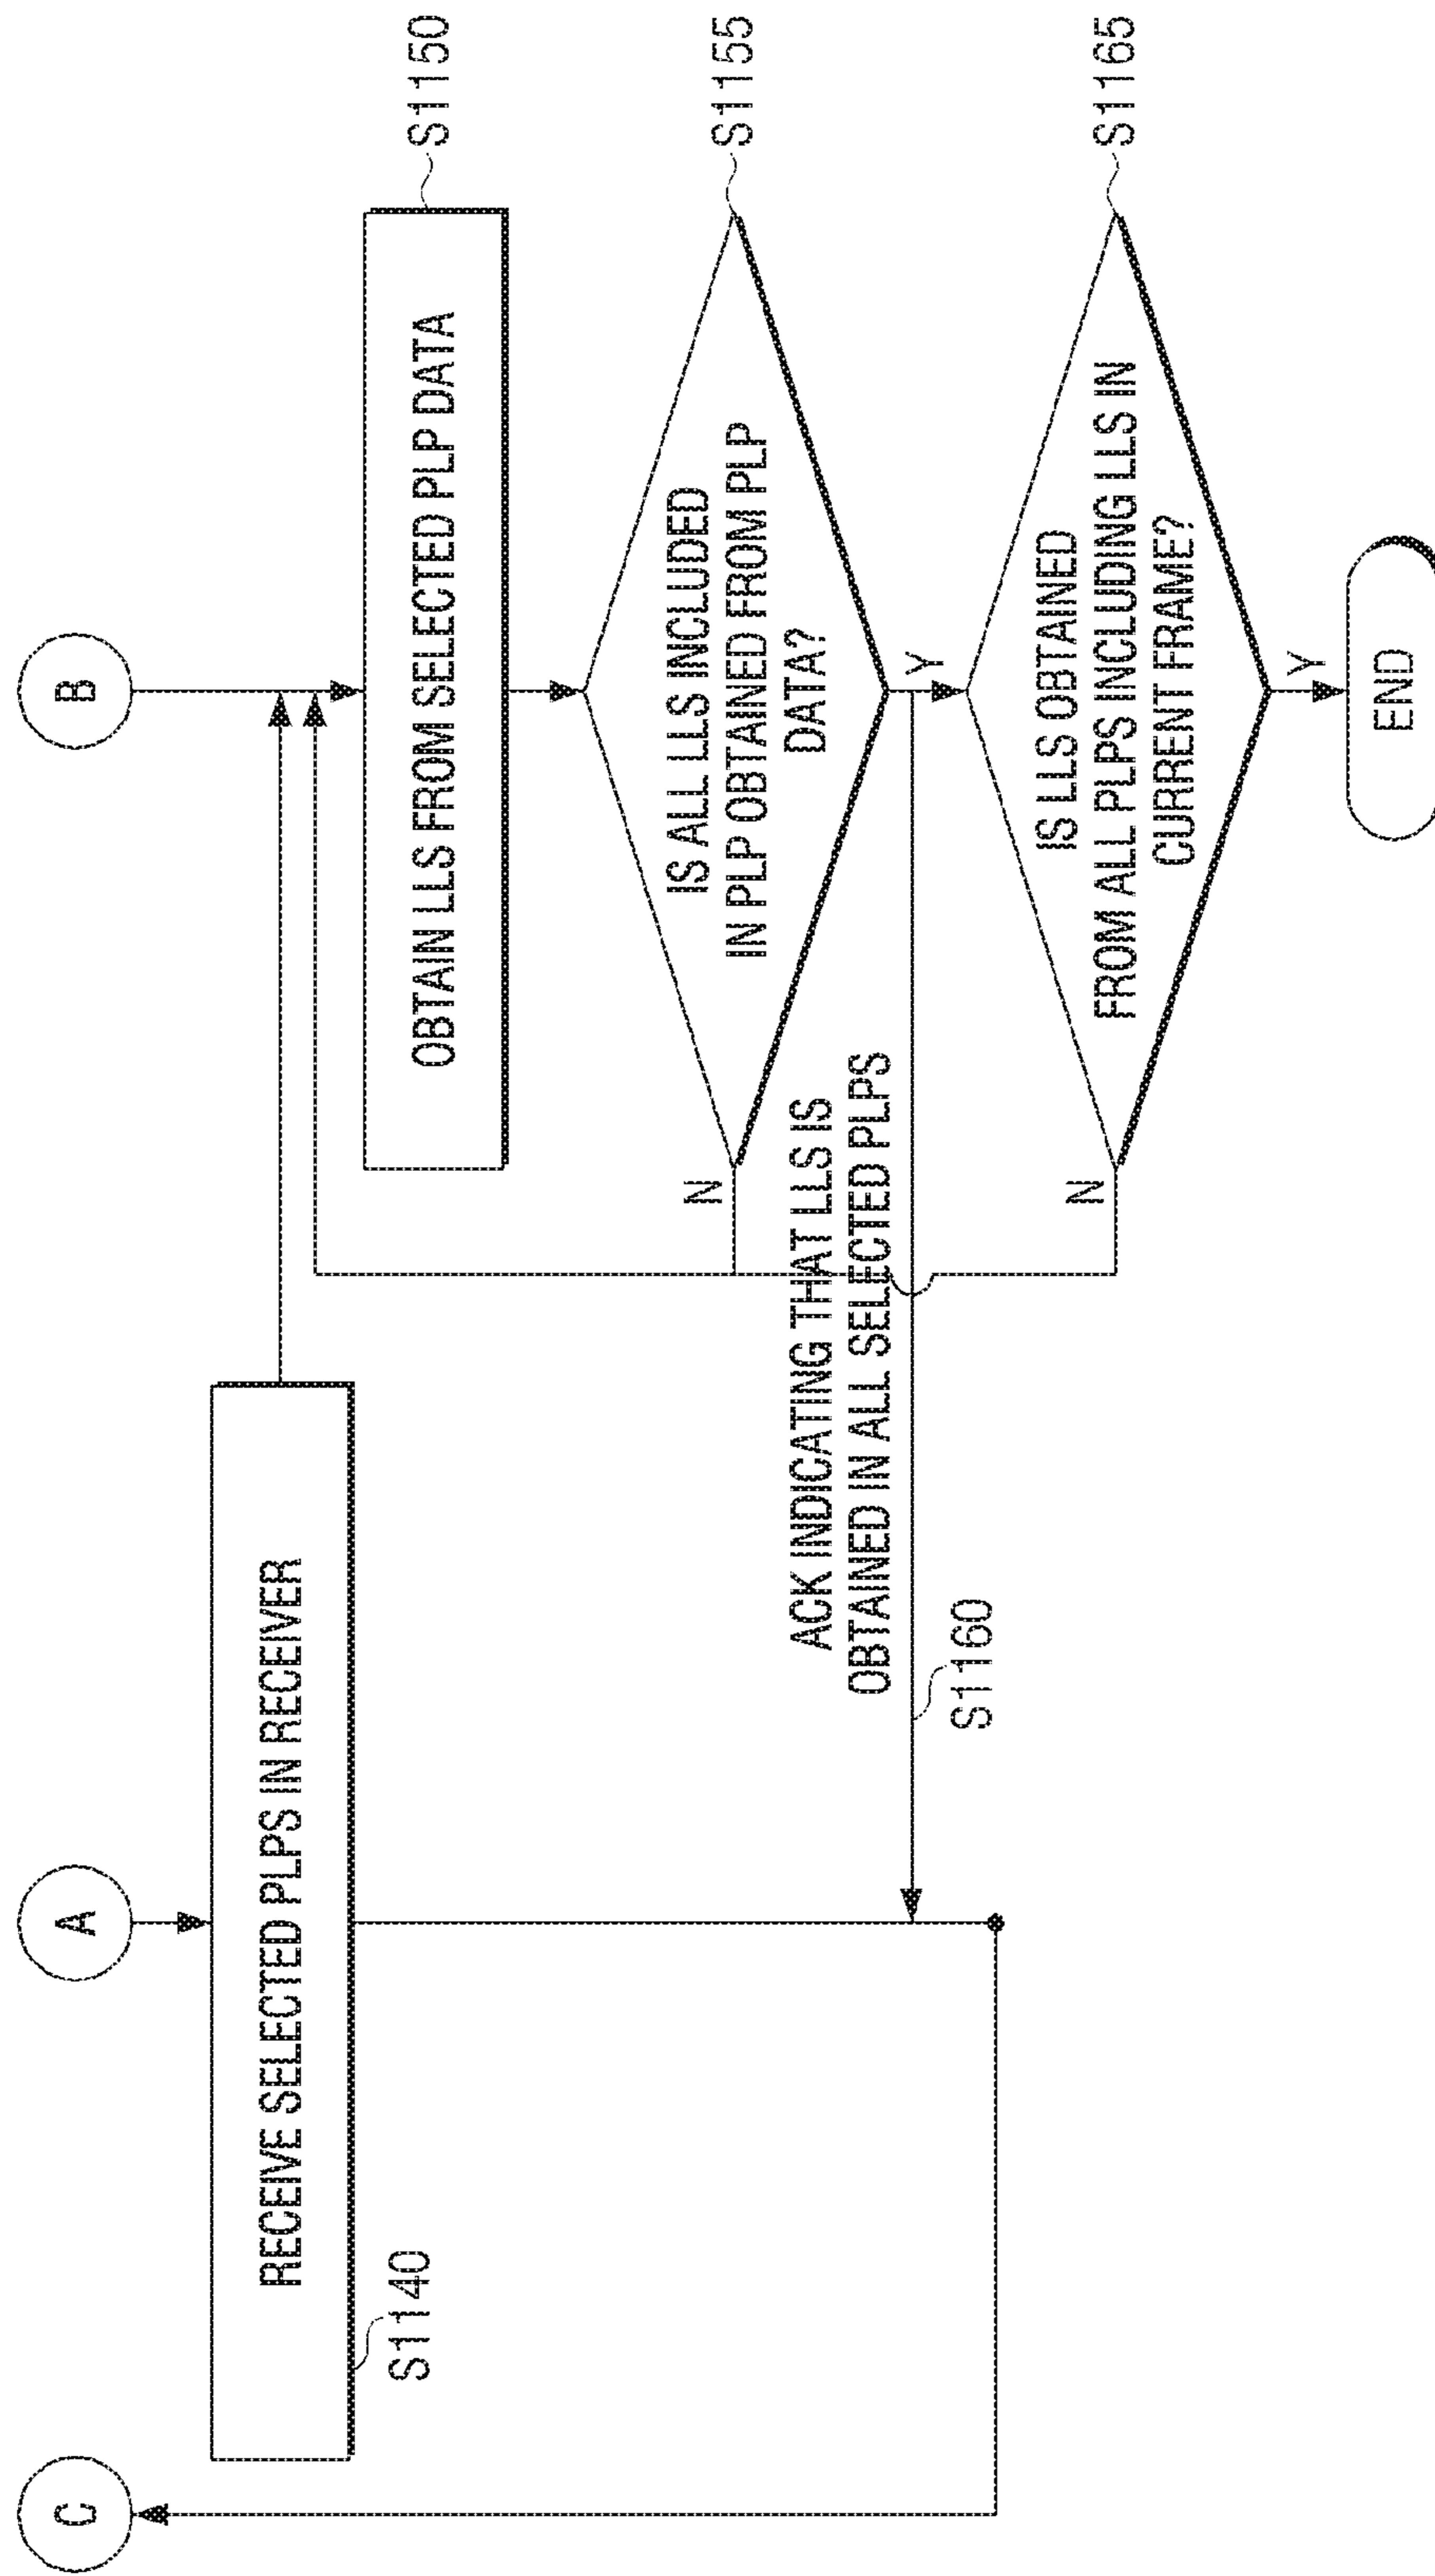 C
A
B
RECEIVE SELECTED PLPS IN RECEIVER
S1140
OBTAIN LLS FROM SELECTED PLP DATA
S1150
IS ALL LLS INCLUDED
IN PLP OBTAINED FROM PLP
DATA?
S1155
N
Y
ACK INDICATING THAT LLS IS
OBTAINED IN ALL SELECTED PLPS
S1160
IS LLS OBTAINED
FROM ALL PLPS INCLUDING LLS IN
CURRENT FRAME?
S1165
N
Y
END